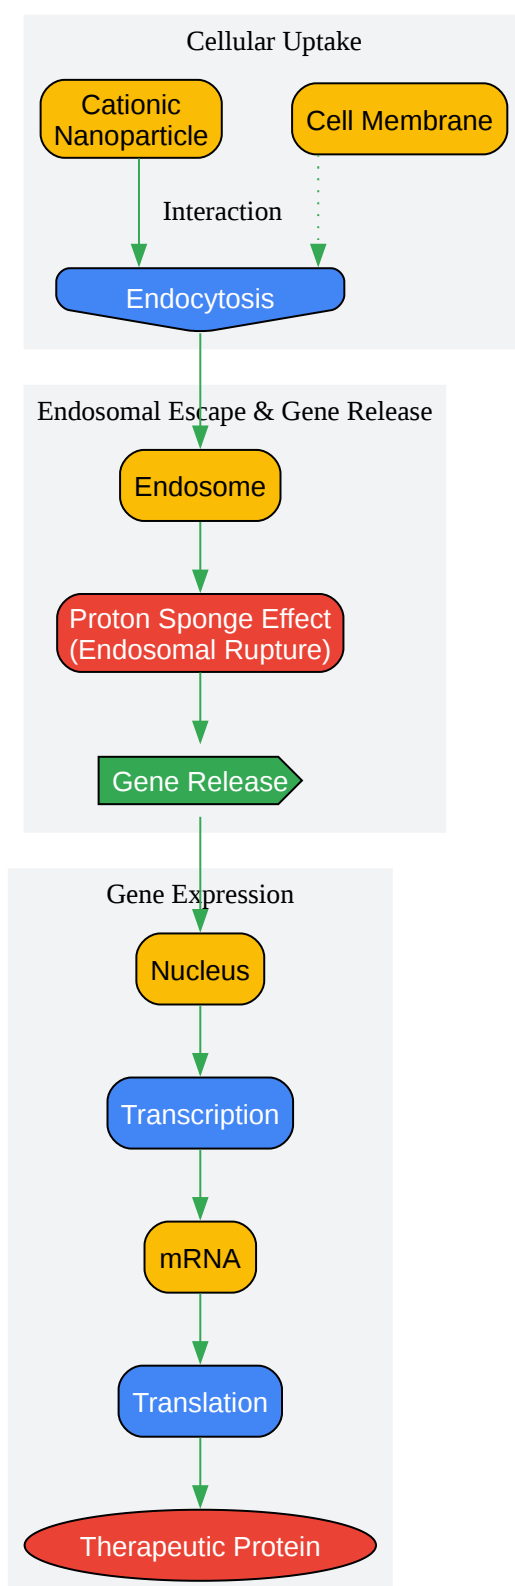 Cellular Uptake
Cationic
Nanoparticle
Cell Membrane
Interaction
Endocytosis
Endosomal Escape & Gene Release
Endosome
Proton Sponge Effect
(Endosomal Rupture)
Gene Release
Gene Expression
Nucleus
Transcription
mRNA
Translation
Therapeutic Protein